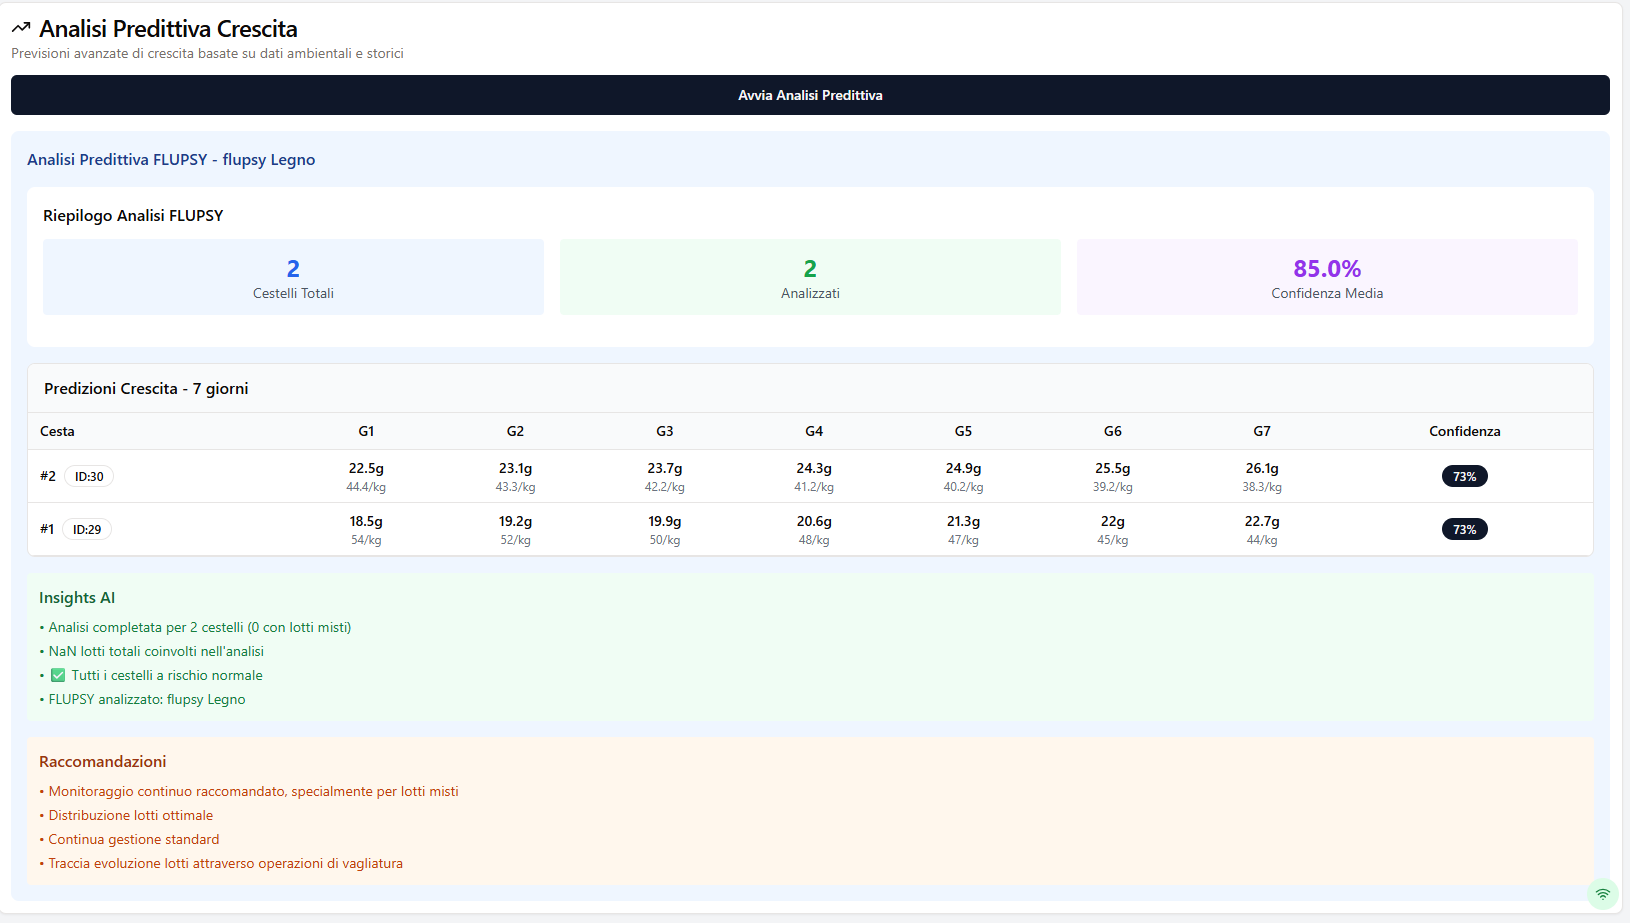 Analisi Predittiva Crescita
Previsioni avanzate di crescita basate su dati ambientali e storici
Avvia Analisi Predittiva
Analisi Predittiva FLUPSY - flupsy Legno
Riepilogo Analisi FLUPSY
2
Cestelli Totali
2
Analizzati
85.0%
Confidenza Media
Predizioni Crescita - 7 giorni
Cesta G1 G2 G3 G4 G5 G6 G7 Confidenza
#2 ID:30 22.5g 23.1g 23.7g 24.3g 24.9g 25.5g 26.1g 73%
44.4/kg 43.3/kg 42.2/kg 41.2/kg 40.2/kg 39.2/kg 38.3/kg
#1 ID:29 18.5g 19.2g 19.9g 20.6g 21.3g 22g 22.7g 73%
54/kg 52/kg 50/kg 48/kg 47/kg 45/kg 44/kg
Insights AI
• Analisi completata per 2 cestelli (0 con lotti misti)
• NaN lotti totali coinvolti nell'analisi
• ✅ Tutti i cestelli a rischio normale
• FLUPSY analizzato: flupsy Legno
Raccomandazioni
• Monitoraggio continuo raccomandato, specialmente per lotti misti
• Distribuzione lotti ottimale
• Continua gestione standard
• Traccia evoluzione lotti attraverso operazioni di vagliatura